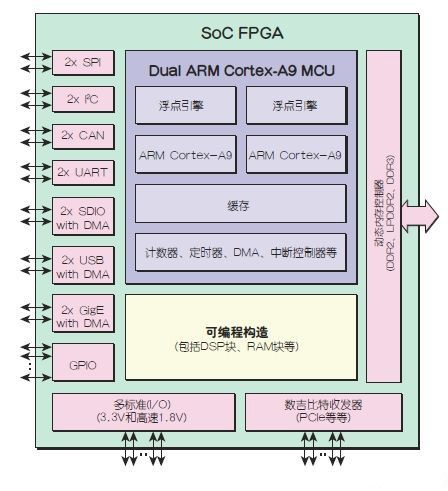 SoC FPGA
2x SPI
2x I²C
2x CAN
2x UART
2x SDIO
with DMA
2x USB
with DMA
2x GigE
with DMA
GPIO
Dual ARM Cortex-A9 MCU
浮点引擎
浮点引擎
ARM Cortex-A9
ARM Cortex-A9
缓存
计数器、定时器、DMA、中断控制器等
可编程构造
(包括DSP块、RAM块等)
动态内存控制器
(DDR2, LPDDR2, DDR3)
多标准(I/O)
(3.3V和高速1.8V)
数吉比特收发器
(PCIe等等)